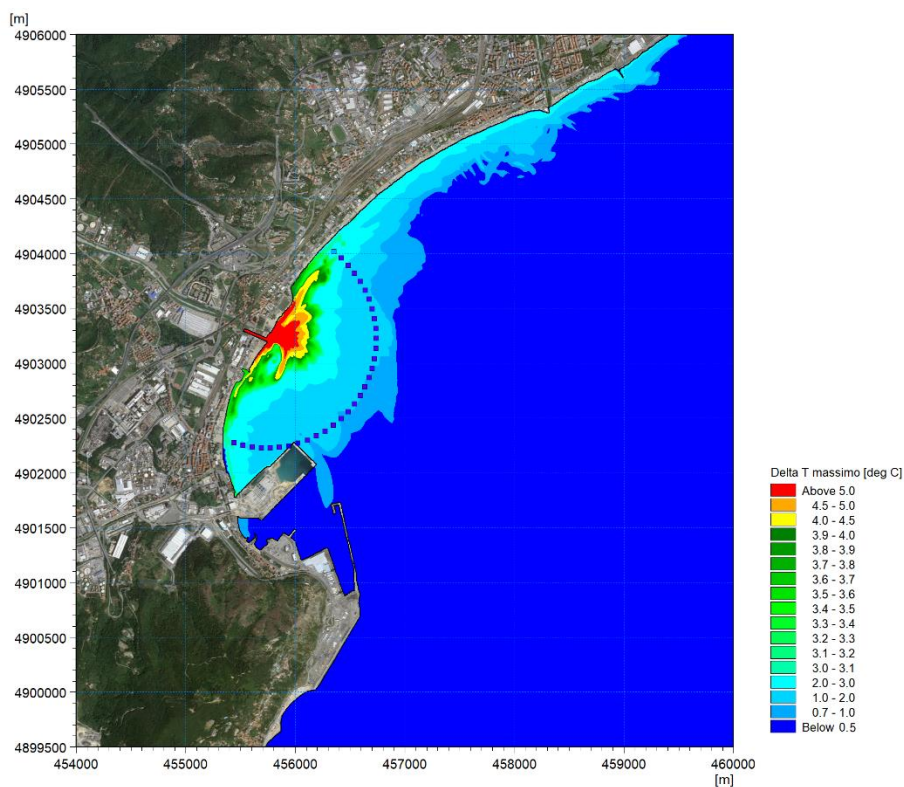 [m]
4906000
4905500
4905000
4904500
4904000
4903500
4903000
4902500
4902000
4901500
4901000
4900500
4900000
4899500
454000 455000 456000 457000 458000 459000 460000
[m]
Delta T massimo [deg C]
Above 5.0
4.5 - 5.0
4.0 - 4.5
3.9 - 4.0
3.8 - 3.9
3.7 - 3.8
3.6 - 3.7
3.5 - 3.6
3.4 - 3.5
3.3 - 3.4
3.2 - 3.3
3.1 - 3.2
3.0 - 3.1
2.0 - 3.0
1.0 - 2.0
0.7 - 1.0
Below 0.5